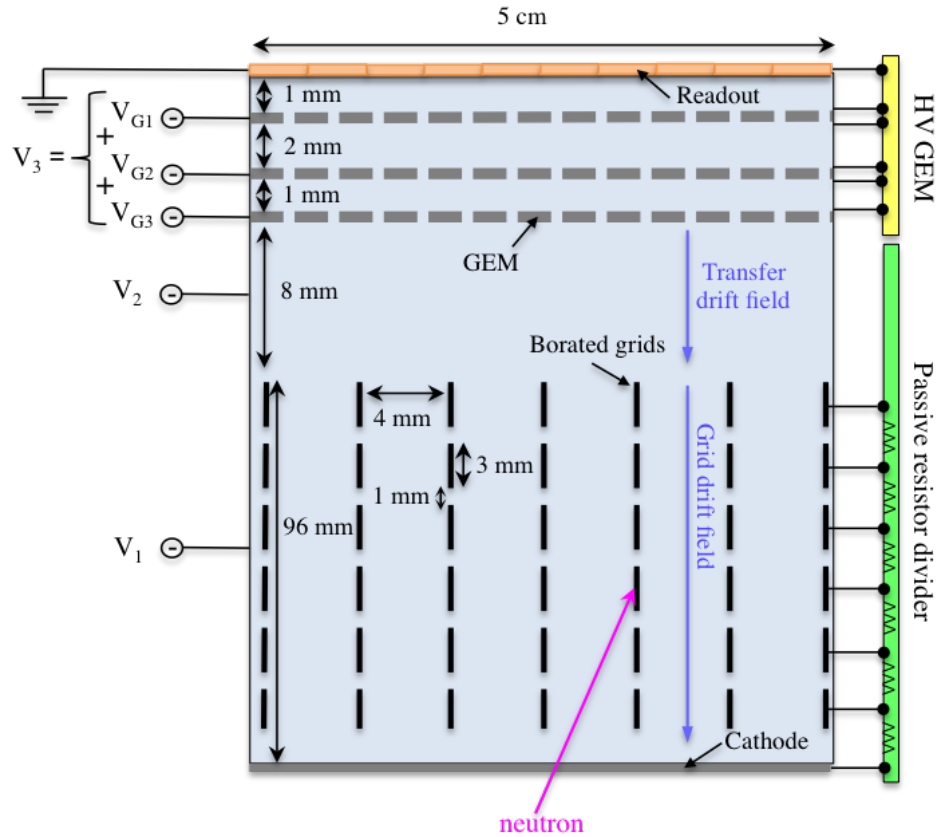 5 cm
1 mm
Readout
V_G1
2 mm
V_3 =
+
V_G2
+
1 mm
V_G3
GEM
HV GEM
Transfer
drift field
8 mm
V_2
Borated grids
4 mm
3 mm
1 mm
96 mm
Grid drift field
V_1
Passive resistor divider
Cathode
neutron